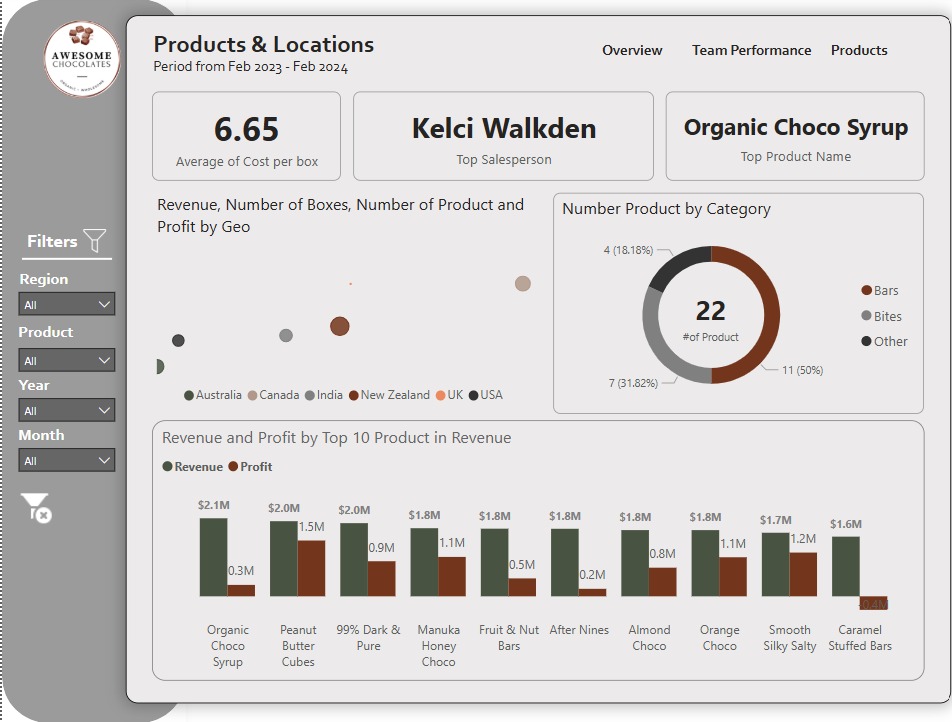 AWESOME
CHOCOLATES
ORGANIC • WHOLESOME
Products & Locations
Period from Feb 2023 - Feb 2024
Overview
Team Performance
Products
6.65
Average of Cost per box
Kelci Walkden
Top Salesperson
Organic Choco Syrup
Top Product Name
Filters
Region
All
Product
All
Year
All
Month
All
Revenue, Number of Boxes, Number of Product and
Profit by Geo
Australia
Canada
India
New Zealand
UK
USA
Number Product by Category
4 (18.18%)
22
#of Product
11 (50%)
7 (31.82%)
Bars
Bites
Other
Revenue and Profit by Top 10 Product in Revenue
Revenue
Profit
$2.1M
0.3M
$2.0M
1.5M
$2.0M
0.9M
$1.8M
1.1M
$1.8M
0.5M
$1.8M
0.2M
$1.8M
0.8M
$1.8M
1.1M
$1.7M
1.2M
$1.6M
-0.4M
Organic
Choco
Syrup
Peanut
Butter
Cubes
99% Dark &
Pure
Manuka
Honey
Choco
Fruit & Nut
Bars
After Nines
Almond
Choco
Orange
Choco
Smooth
Silky Salty
Caramel
Stuffed Bars